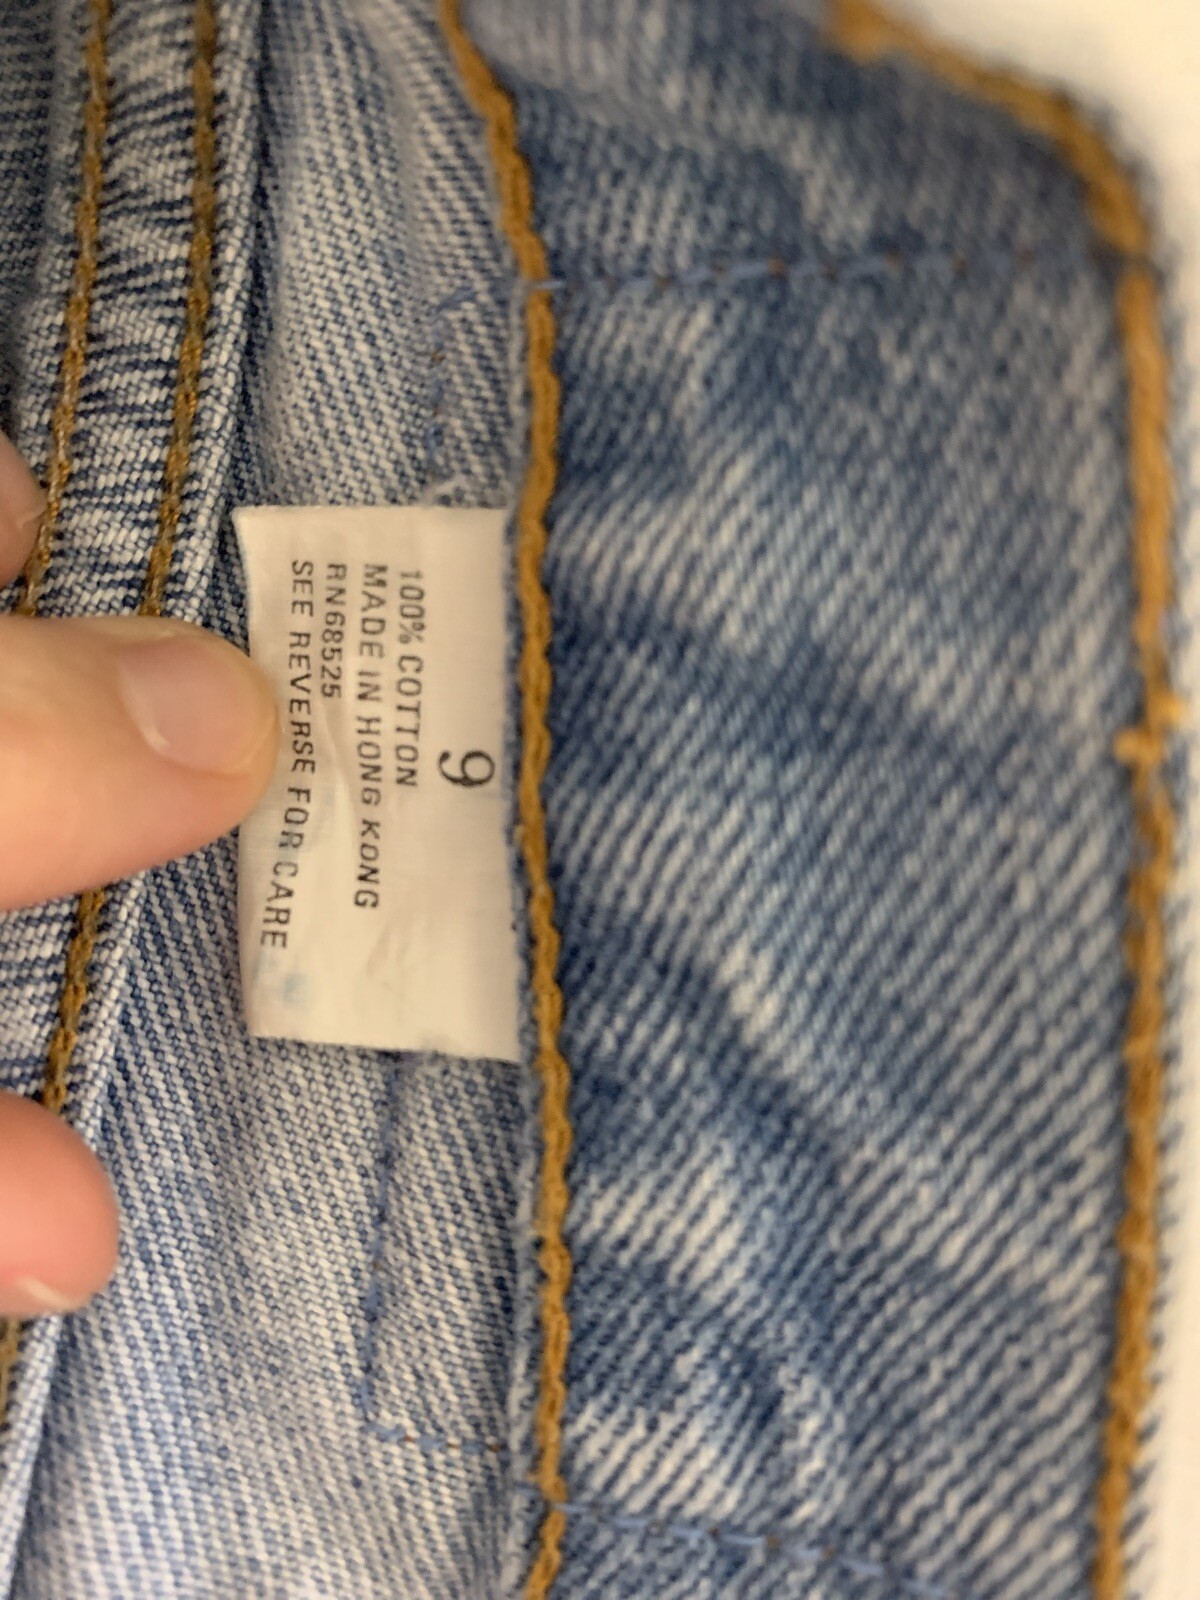 9
100% COTTON
MADE IN HONG KONG
RN68525
SEE REVERSE FOR CARE